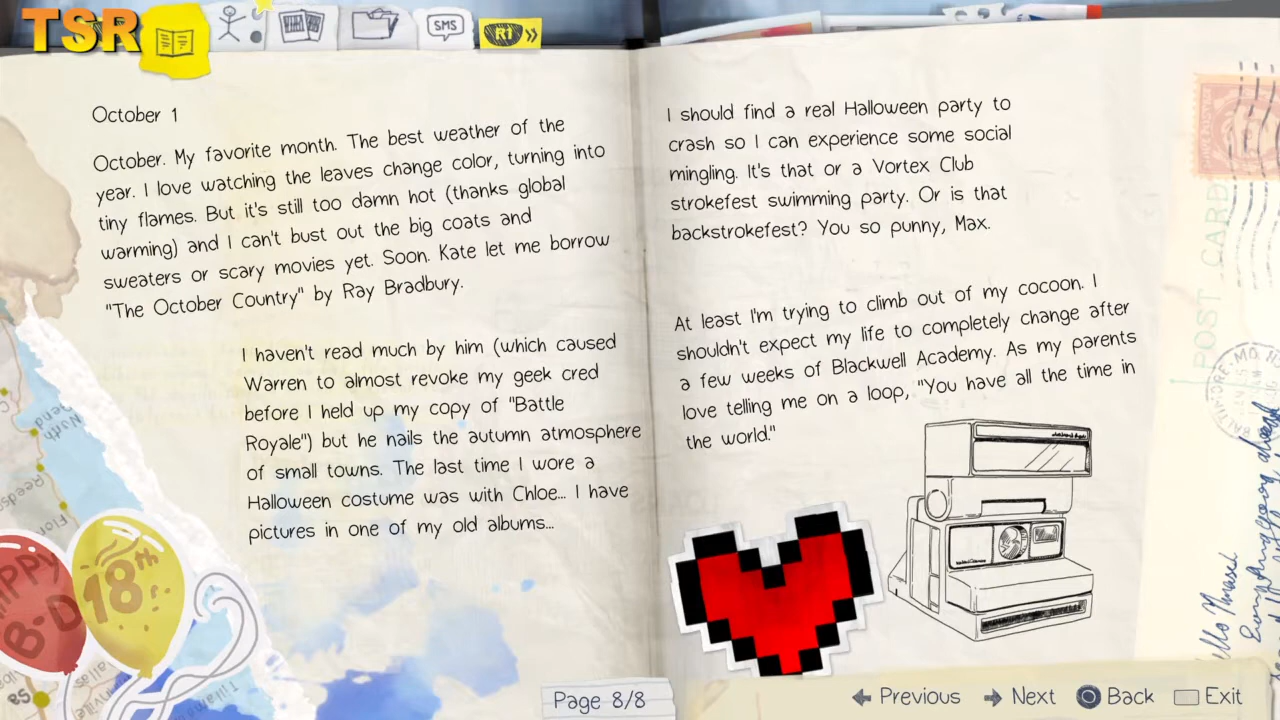 TSR
SMS
R1
October 1
October. My favorite month. The best weather of the
year. I love watching the leaves change color, turning into
tiny flames. But it's still too damn hot (thanks global
warming) and I can't bust out the big coats and
sweaters or scary movies yet. Soon. Kate let me borrow
"The October Country" by Ray Bradbury.
I haven't read much by him (which caused
Warren to almost revoke my geek cred
before I held up my copy of "Battle
Royale") but he nails the autumn atmosphere
of small towns. The last time I wore a
Halloween costume was with Chloe... I have
pictures in one of my old albums...
I should find a real Halloween party to
crash so I can experience some social
mingling. It's that or a Vortex Club
strokefest swimming party. Or is that
backstrokefest? You so punny, Max.
At least I'm trying to climb out of my cocoon. I
shouldn't expect my life to completely change after
a few weeks of Blackwell Academy. As my parents
love telling me on a loop, "You have all the time in
the world."
North
Bend
B-D
18th
POST CARD
Page 8/8
Previous
Next
Back
Exit